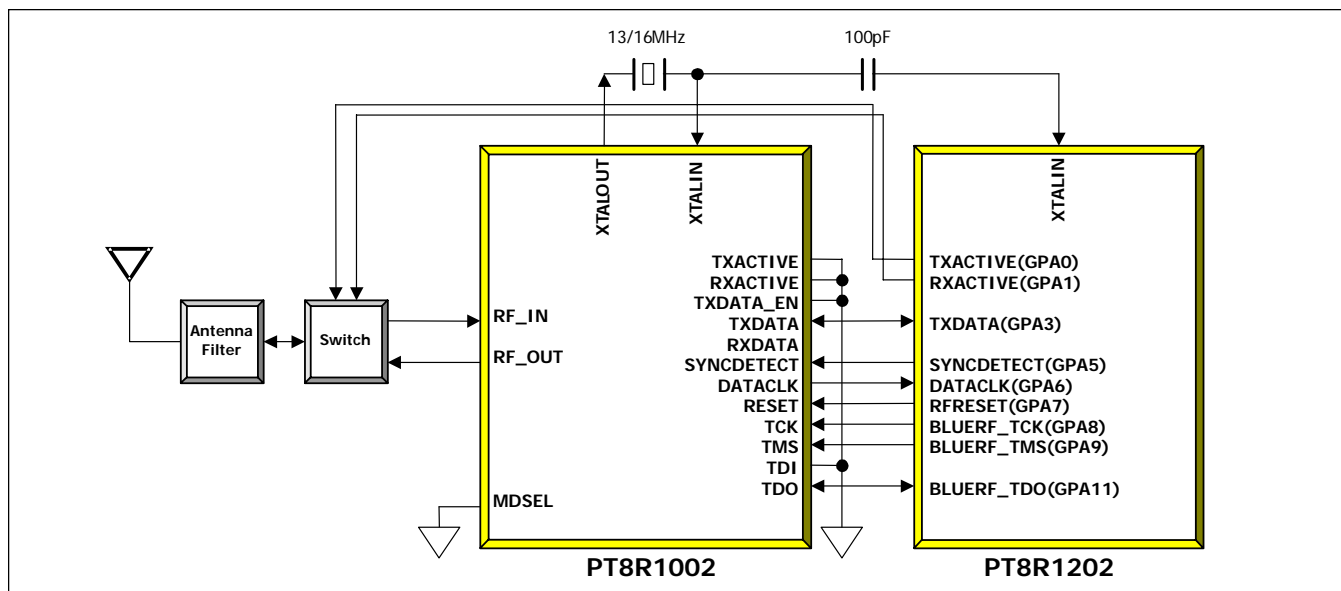 13/16MHz
100pF
XTALOUT
XTALIN
XTALIN
Antenna
Filter
Switch
RF_IN
RF_OUT
MDSEL
TXACTIVE
RXACTIVE
TXDATA_EN
TXDATA
RXDATA
SYNCDETECT
DATACLK
RESET
TCK
TMS
TDI
TDO
TXACTIVE(GPA0)
RXACTIVE(GPA1)
TXDATA(GPA3)
SYNCDETECT(GPA5)
DATACLK(GPA6)
RFRESET(GPA7)
BLUERF_TCK(GPA8)
BLUERF_TMS(GPA9)
BLUERF_TDO(GPA11)
PT8R1002
PT8R1202